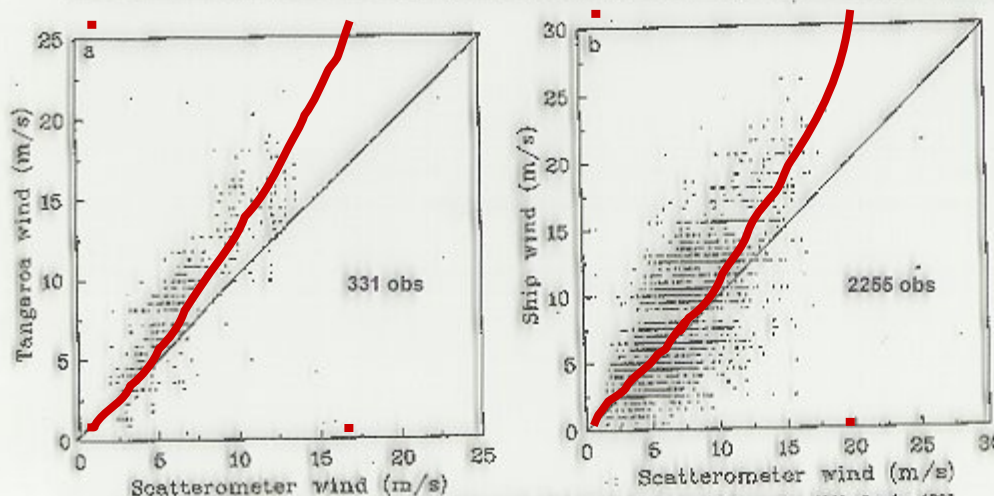 a
25
20
15
10
5
0
Tangaroa wind (m/s)
331 obs
0 5 10 15 20 25
Scatterometer wind (m/s)
b
30
25
20
15
10
5
0
Ship wind (m/s)
2255 obs
0 5 10 15 20 25 30
Scatterometer wind (m/s)